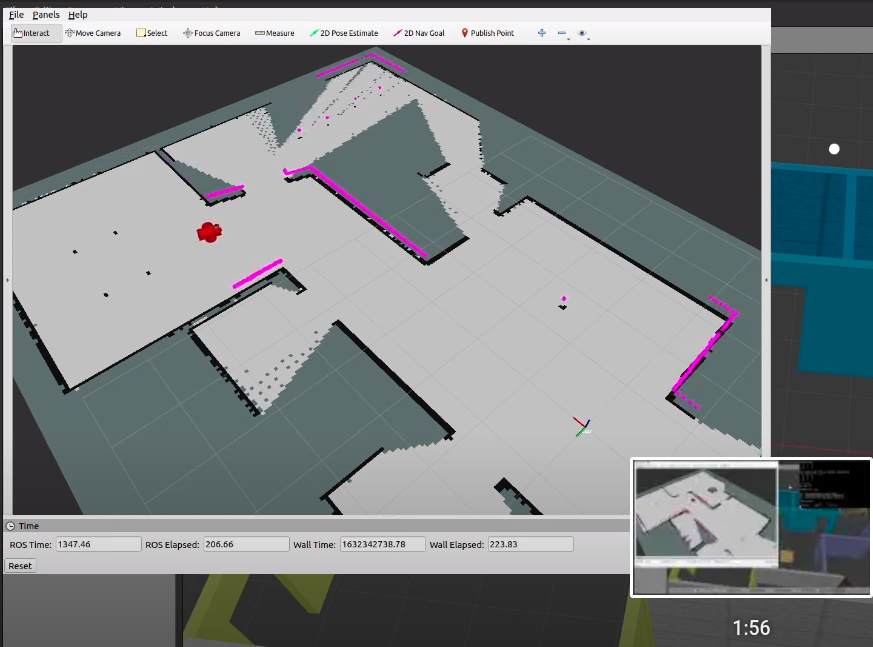 File Panels Help
Interact Move Camera Select Focus Camera Measure 2D Pose Estimate 2D Nav Goal Publish Point
Time
ROS Time: 1347.46 ROS Elapsed: 206.66 Wall Time: 1632342738.78 Wall Elapsed: 223.83
Reset
1:56